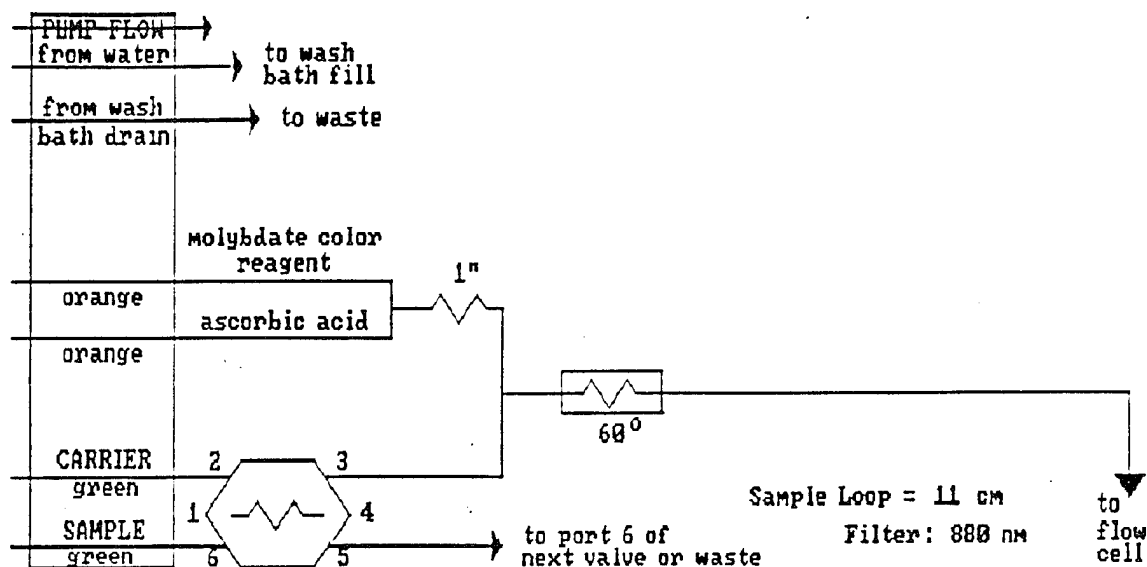 PUMP FLOW
from water
to wash
bath fill
from wash
bath drain
to waste
Molybdate color
reagent
1"
orange
ascorbic acid
orange
60°
CARRIER
green
2
3
1
4
SAMPLE
green
6
5
to port 6 of
next valve or waste
Sample Loop = 11 cm
Filter: 880 nm
to
flow
cell